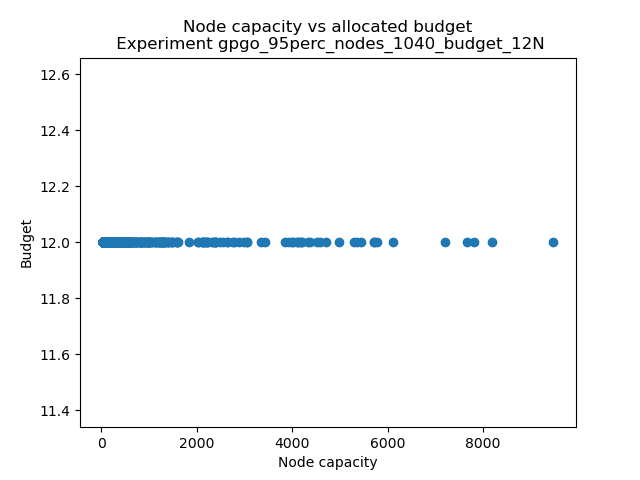 Node capacity vs allocated budget
Experiment gpgo_95perc_nodes_1040_budget_12N
12.6
12.4
12.2
12.0
11.8
11.6
11.4
Budget
0 2000 4000 6000 8000
Node capacity